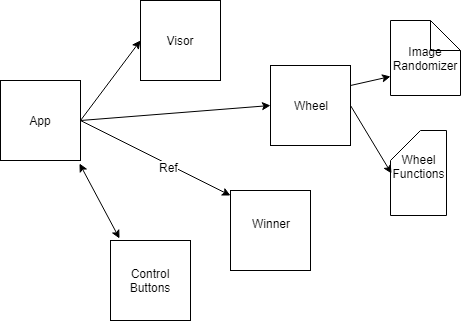 Visor
App
Wheel
Image
Randomizer
Ref
Wheel
Functions
Winner
Control
Buttons